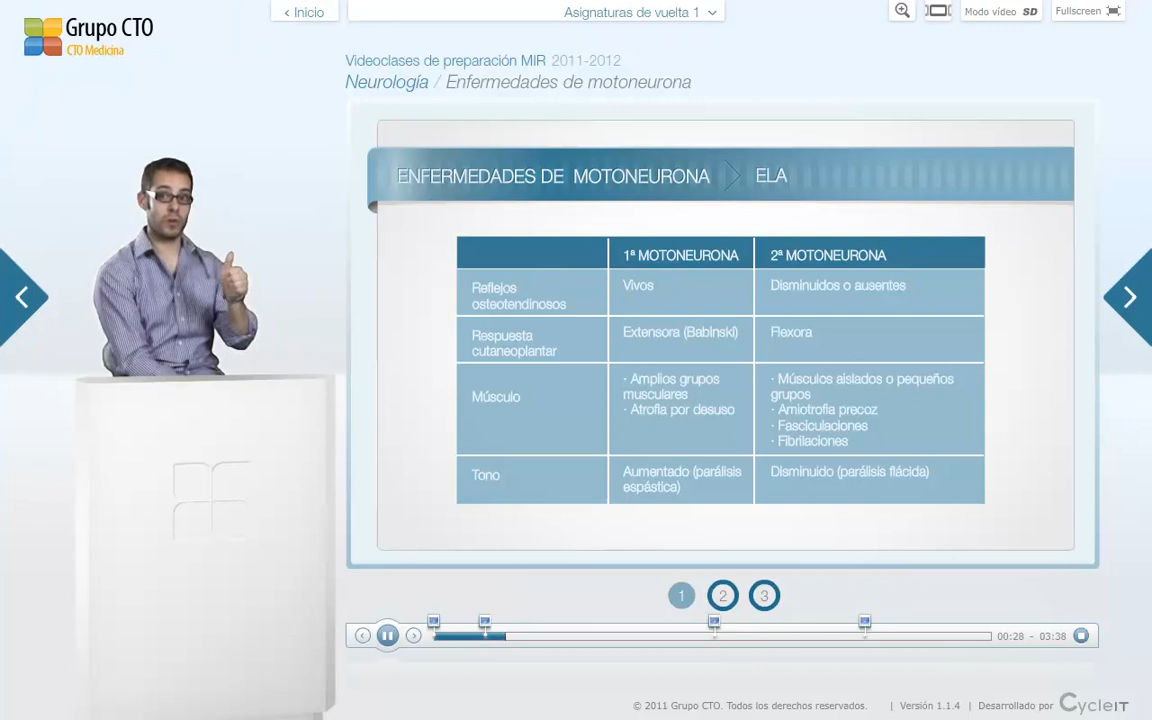 Grupo CTO
CTO Medicina
‹ Inicio
Asignaturas de vuelta 1
Modo vídeo SD
Fullscreen
Videoclases de preparación MIR 2011-2012
Neurología / Enfermedades de motoneurona
ENFERMEDADES DE MOTONEURONA
ELA
1ª MOTONEURONA
2ª MOTONEURONA
Reflejos
osteotendinosos
Vivos
Disminuidos o ausentes
Respuesta
cutaneoplantar
Extensora (Babinski)
Flexora
Músculo
· Amplios grupos
musculares
· Atrofia por desuso
· Músculos aislados o pequeños
grupos
· Amiotrofia precoz
· Fasciculaciones
· Fibrilaciones
Tono
Aumentado (parálisis
espástica)
Disminuido (parálisis flácida)
1
2
3
00:28 - 03:38
© 2011 Grupo CTO. Todos los derechos reservados. | Versión 1.1.4 | Desarrollado por CycleIT